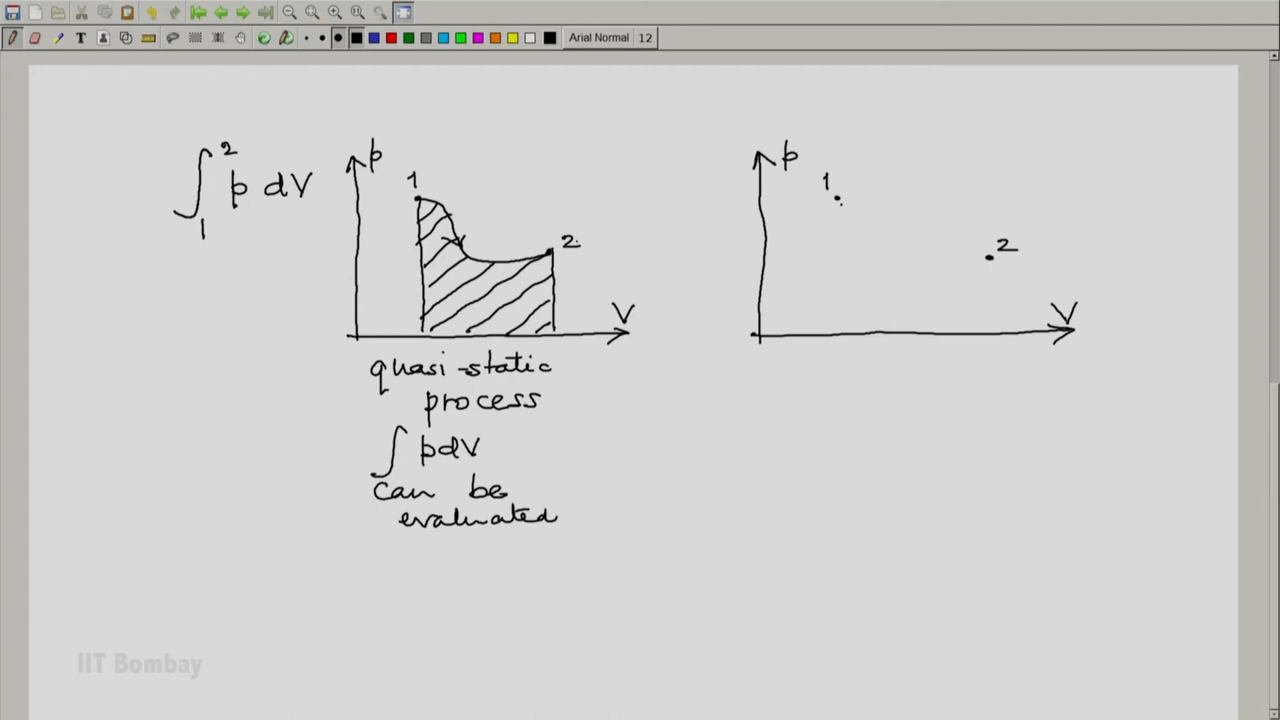 Arial Normal 12
∫₁² p dV
p
1
2
V
quasi-static
process
∫ pdV
can be
evaluated
p
1
2
V
IIT Bombay